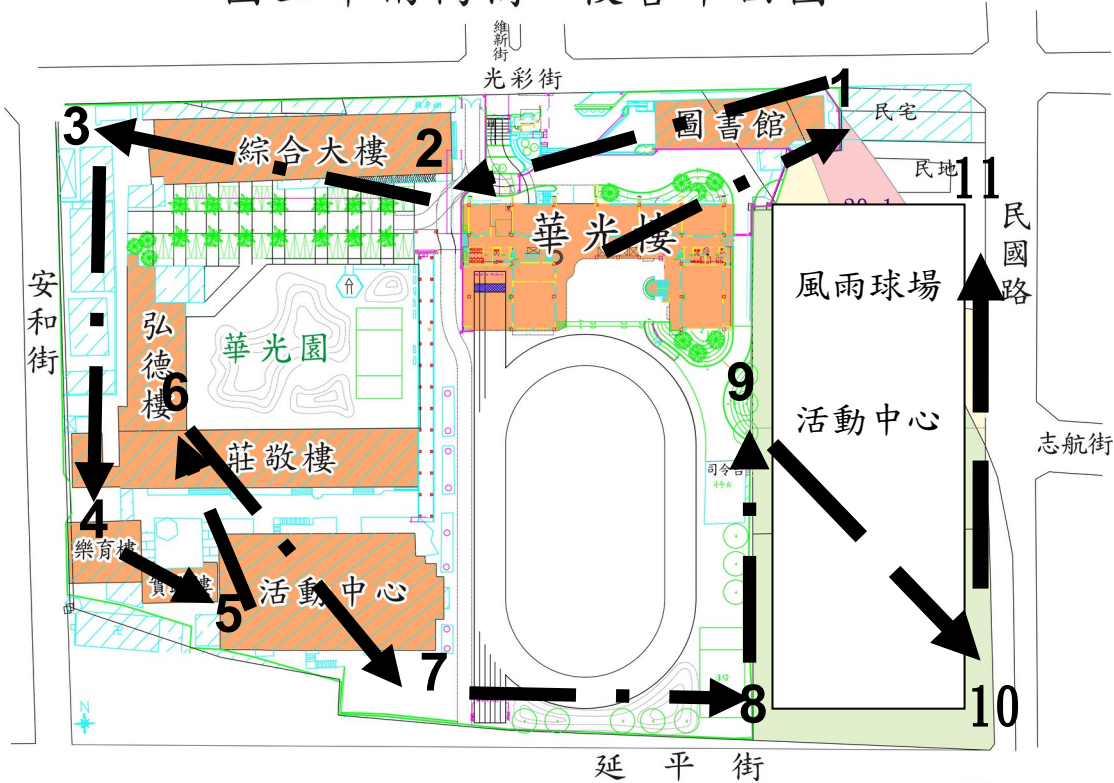 維新街
光彩街
1
圖書館
民宅
3
綜合大樓
2
民地
11
華光樓
民國路
安和街
弘德樓
華光園
風雨球場
6
9
活動中心
莊敬樓
司令台
志航街
4
樂育樓
活動中心
5
7
8
10
N
延平街